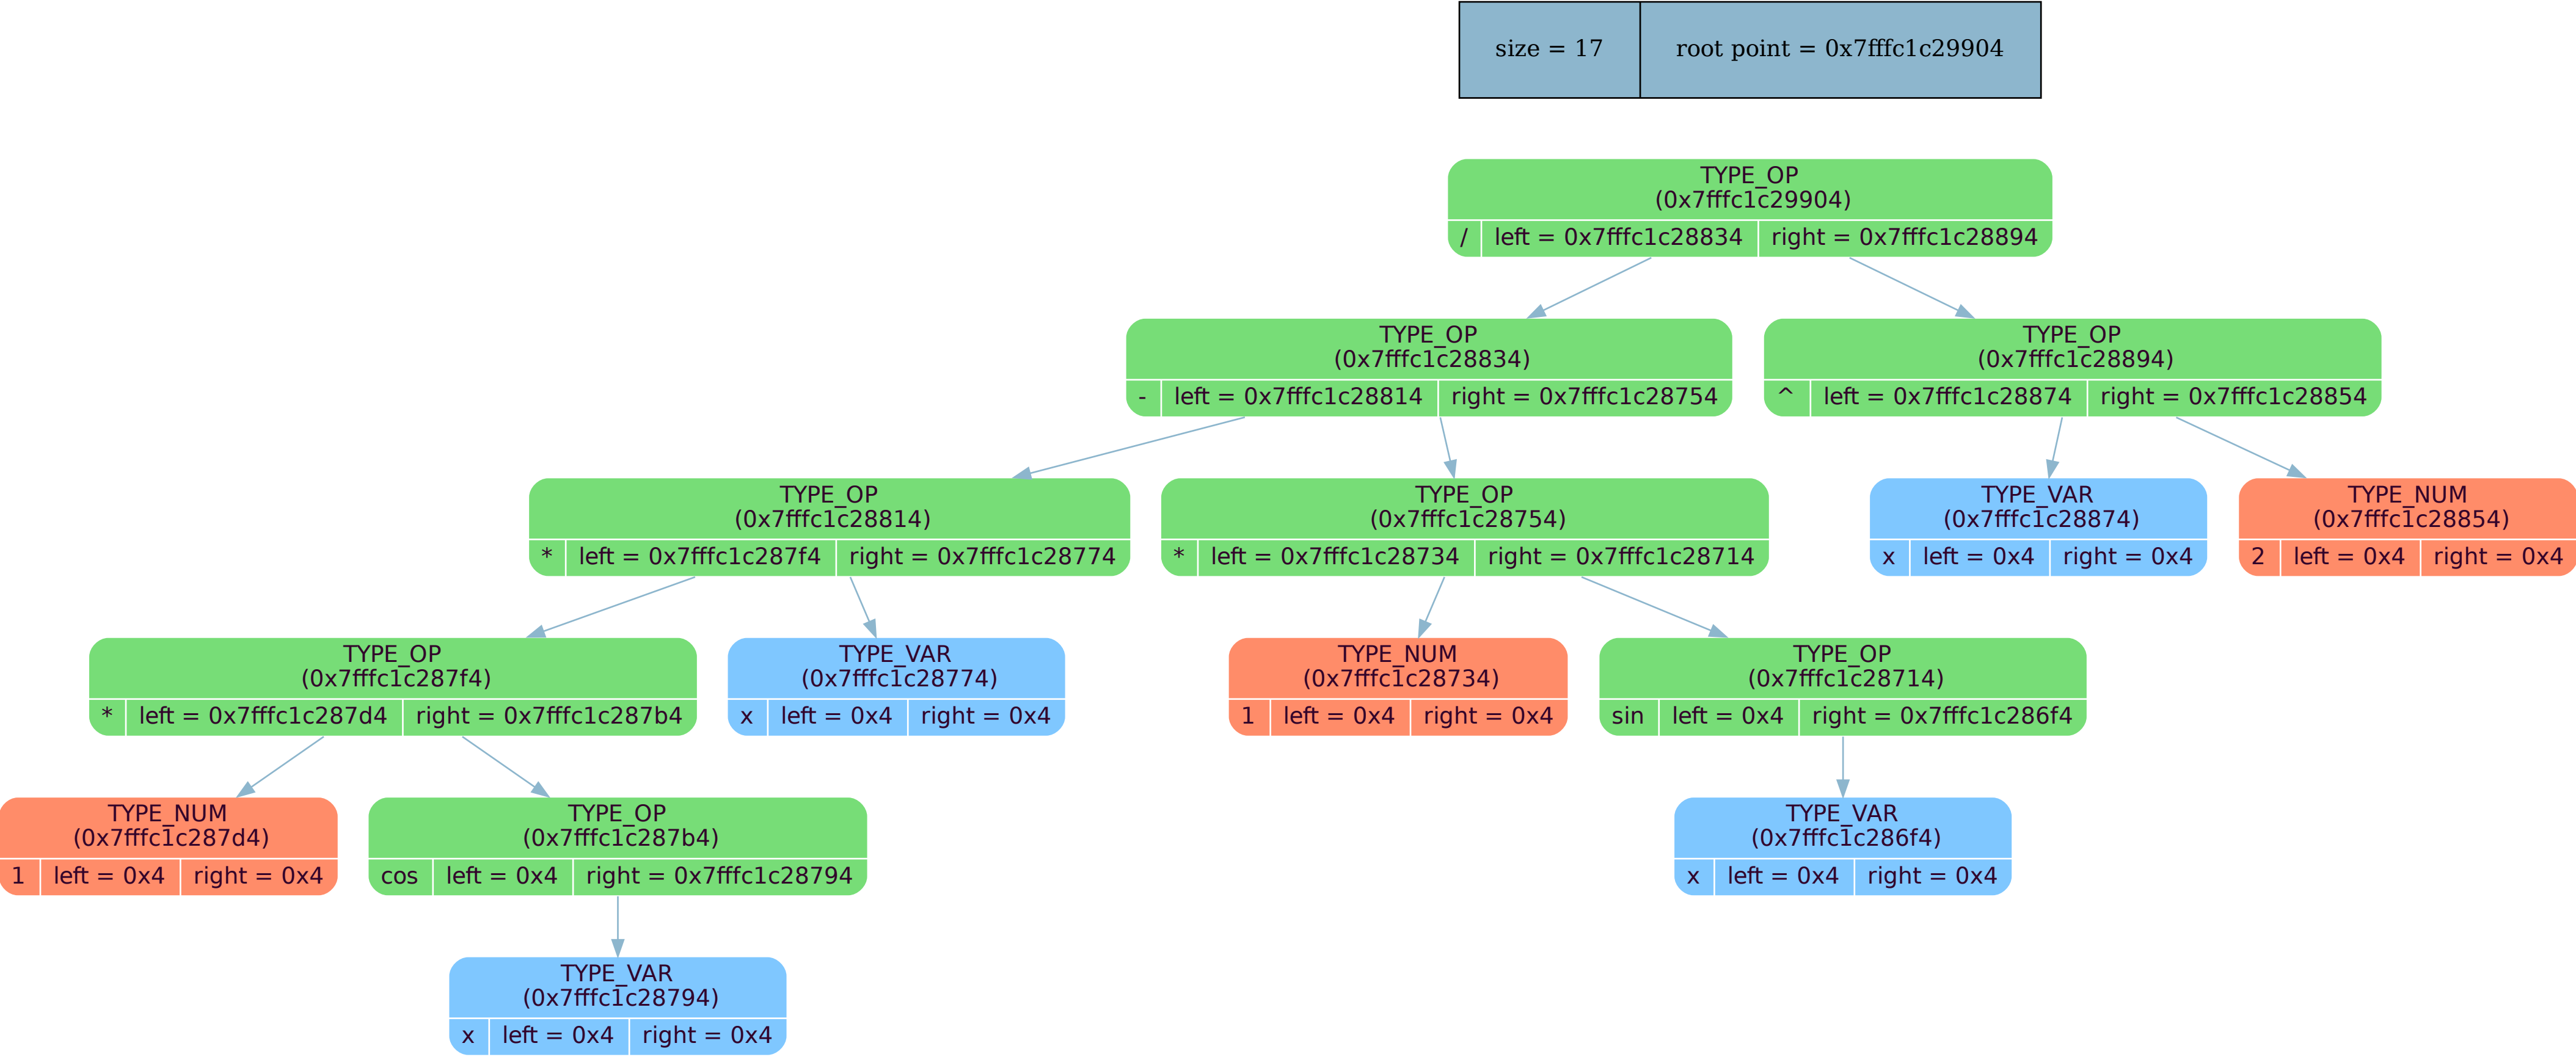 size = 17 root point = 0x7fffc1c29904
TYPE_OP
(0x7fffc1c29904)
/ left = 0x7fffc1c28834 right = 0x7fffc1c28894
TYPE_OP
(0x7fffc1c28834)
- left = 0x7fffc1c28814 right = 0x7fffc1c28754
TYPE_OP
(0x7fffc1c28894)
^ left = 0x7fffc1c28874 right = 0x7fffc1c28854
TYPE_OP
(0x7fffc1c28814)
* left = 0x7fffc1c287f4 right = 0x7fffc1c28774
TYPE_OP
(0x7fffc1c28754)
* left = 0x7fffc1c28734 right = 0x7fffc1c28714
TYPE_VAR
(0x7fffc1c28874)
x left = 0x4 right = 0x4
TYPE_NUM
(0x7fffc1c28854)
2 left = 0x4 right = 0x4
TYPE_OP
(0x7fffc1c287f4)
* left = 0x7fffc1c287d4 right = 0x7fffc1c287b4
TYPE_VAR
(0x7fffc1c28774)
x left = 0x4 right = 0x4
TYPE_NUM
(0x7fffc1c28734)
1 left = 0x4 right = 0x4
TYPE_OP
(0x7fffc1c28714)
sin left = 0x4 right = 0x7fffc1c286f4
TYPE_NUM
(0x7fffc1c287d4)
1 left = 0x4 right = 0x4
TYPE_OP
(0x7fffc1c287b4)
cos left = 0x4 right = 0x7fffc1c28794
TYPE_VAR
(0x7fffc1c286f4)
x left = 0x4 right = 0x4
TYPE_VAR
(0x7fffc1c28794)
x left = 0x4 right = 0x4